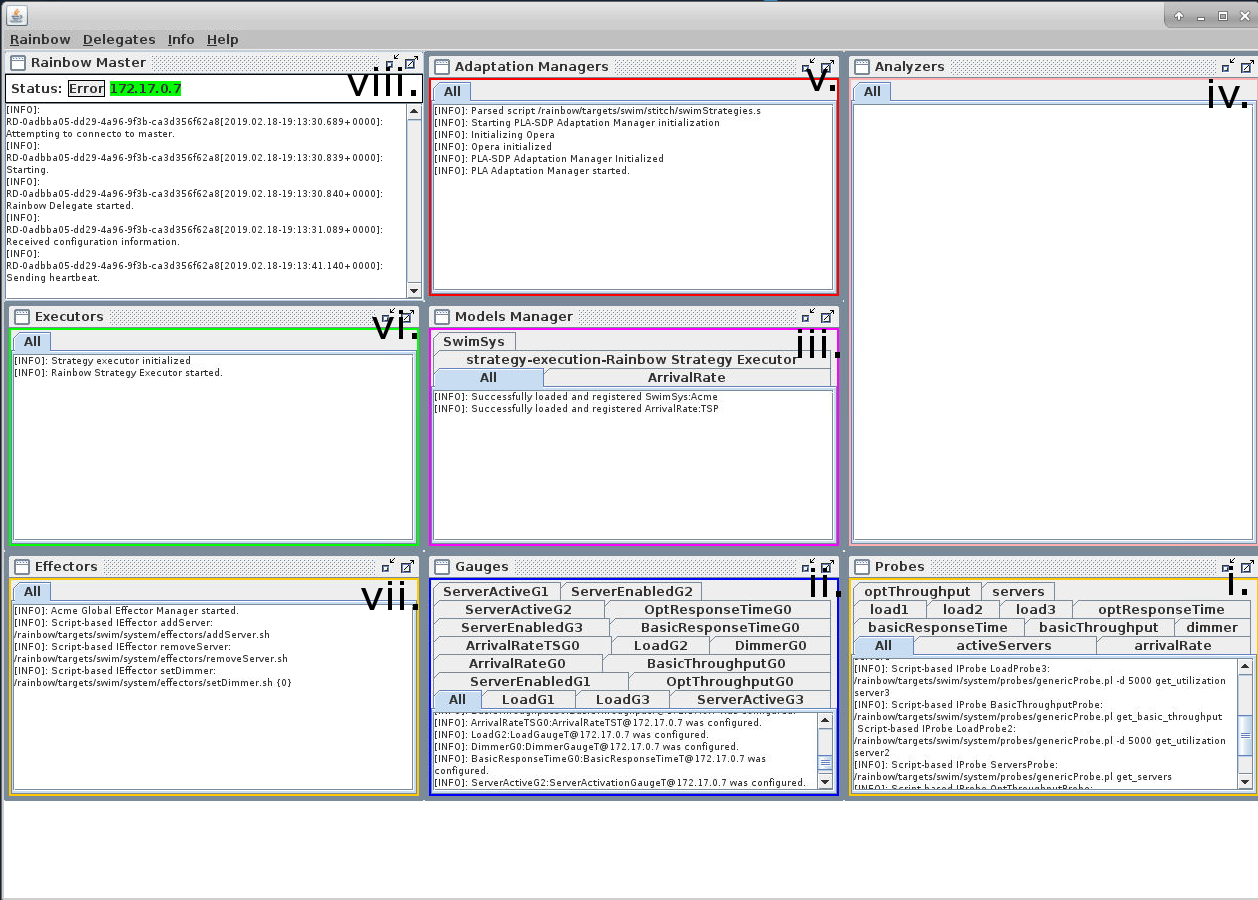 Rainbow Delegates Info Help
Rainbow Master
viii.
Status: Error 172.17.0.7
[INFO]:
RD-0adbba05-dd29-4a96-9f3b-ca3d356f62a8[2019.02.18-19:13:30.689+0000]:
Attempting to connecto to master.
[INFO]:
RD-0adbba05-dd29-4a96-9f3b-ca3d356f62a8[2019.02.18-19:13:30.839+0000]:
Starting.
[INFO]:
RD-0adbba05-dd29-4a96-9f3b-ca3d356f62a8[2019.02.18-19:13:30.840+0000]:
Rainbow Delegate started.
[INFO]:
RD-0adbba05-dd29-4a96-9f3b-ca3d356f62a8[2019.02.18-19:13:31.089+0000]:
Received configuration information.
[INFO]:
RD-0adbba05-dd29-4a96-9f3b-ca3d356f62a8[2019.02.18-19:13:41.140+0000]:
Sending heartbeat.
Adaptation Managers
v.
All
[INFO]: Parsed script /rainbow/targets/swim/stitch/swimStrategies.s
[INFO]: Starting PLA-SDP Adaptation Manager initialization
[INFO]: Initializing Opera
[INFO]: Opera initialized
[INFO]: PLA-SDP Adaptation Manager Initialized
[INFO]: PLA Adaptation Manager started.
Analyzers
iv.
All
Executors
vi.
All
[INFO]: Strategy executor initialized
[INFO]: Rainbow Strategy Executor started.
Models Manager
iii.
SwimSys
strategy-execution-Rainbow Strategy Executor
All ArrivalRate
[INFO]: Successfully loaded and registered SwimSys:Acme
[INFO]: Successfully loaded and registered ArrivalRate:TSP
Effectors
vii.
All
[INFO]: Acme Global Effector Manager started.
[INFO]: Script-based IEffector addServer:
/rainbow/targets/swim/system/effectors/addServer.sh
[INFO]: Script-based IEffector removeServer:
/rainbow/targets/swim/system/effectors/removeServer.sh
[INFO]: Script-based IEffector setDimmer:
/rainbow/targets/swim/system/effectors/setDimmer.sh {0}
Gauges
ii.
ServerActiveG1 ServerEnabledG2
ServerActiveG2 OptResponseTimeG0
ServerEnabledG3 BasicResponseTimeG0
ArrivalRateTSG0 LoadG2 DimmerG0
ArrivalRateG0 BasicThroughputG0
ServerEnabledG1 OptThroughputG0
All LoadG1 LoadG3 ServerActiveG3
[INFO]: ArrivalRateTSG0:ArrivalRateTST@172.17.0.7 was configured.
[INFO]: LoadG2:LoadGaugeT@172.17.0.7 was configured.
[INFO]: DimmerG0:DimmerGaugeT@172.17.0.7 was configured.
[INFO]: BasicResponseTimeG0:BasicResponseTimeT@172.17.0.7 was
configured.
[INFO]: ServerActiveG2:ServerActivationGaugeT@172.17.0.7 was configured.
Probes
i.
optThroughput servers
load1 load2 load3 optResponseTime
basicResponseTime basicThroughput dimmer
All activeServers arrivalRate
[INFO]: Script-based IProbe LoadProbe3:
/rainbow/targets/swim/system/probes/genericProbe.pl -d 5000 get_utilization
server3
[INFO]: Script-based IProbe BasicThroughputProbe:
/rainbow/targets/swim/system/probes/genericProbe.pl get_basic_throughput
Script-based IProbe LoadProbe2:
/rainbow/targets/swim/system/probes/genericProbe.pl -d 5000 get_utilization
server2
[INFO]: Script-based IProbe ServersProbe:
/rainbow/targets/swim/system/probes/genericProbe.pl get_servers
[INFO]: Script-based IProbe OptThroughputProbe: